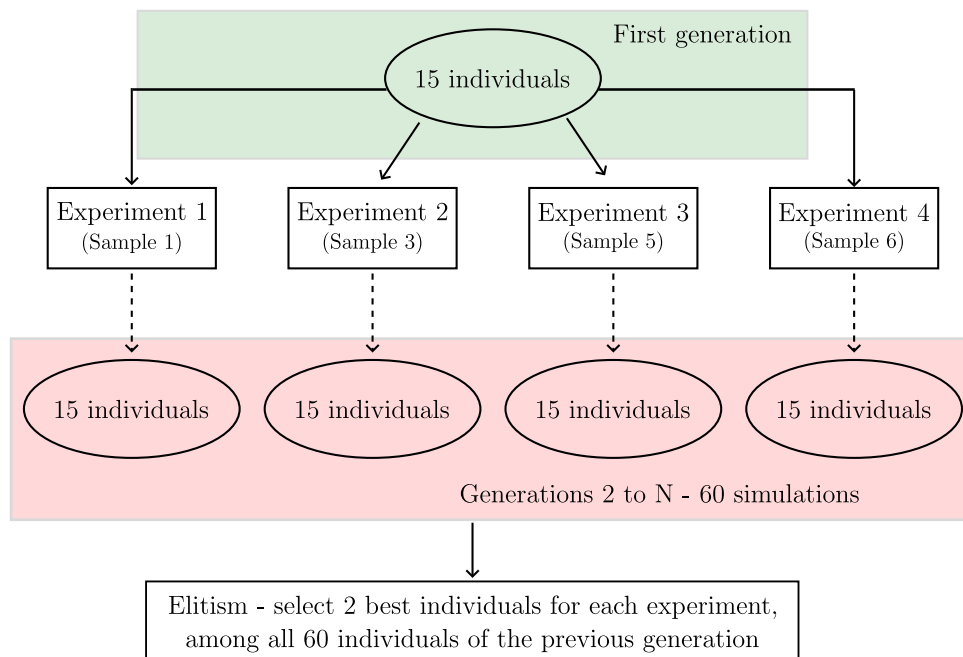 First generation
15 individuals
Experiment 1
(Sample 1)
Experiment 2
(Sample 3)
Experiment 3
(Sample 5)
Experiment 4
(Sample 6)
15 individuals
15 individuals
15 individuals
15 individuals
Generations 2 to N - 60 simulations
Elitism - select 2 best individuals for each experiment,
among all 60 individuals of the previous generation